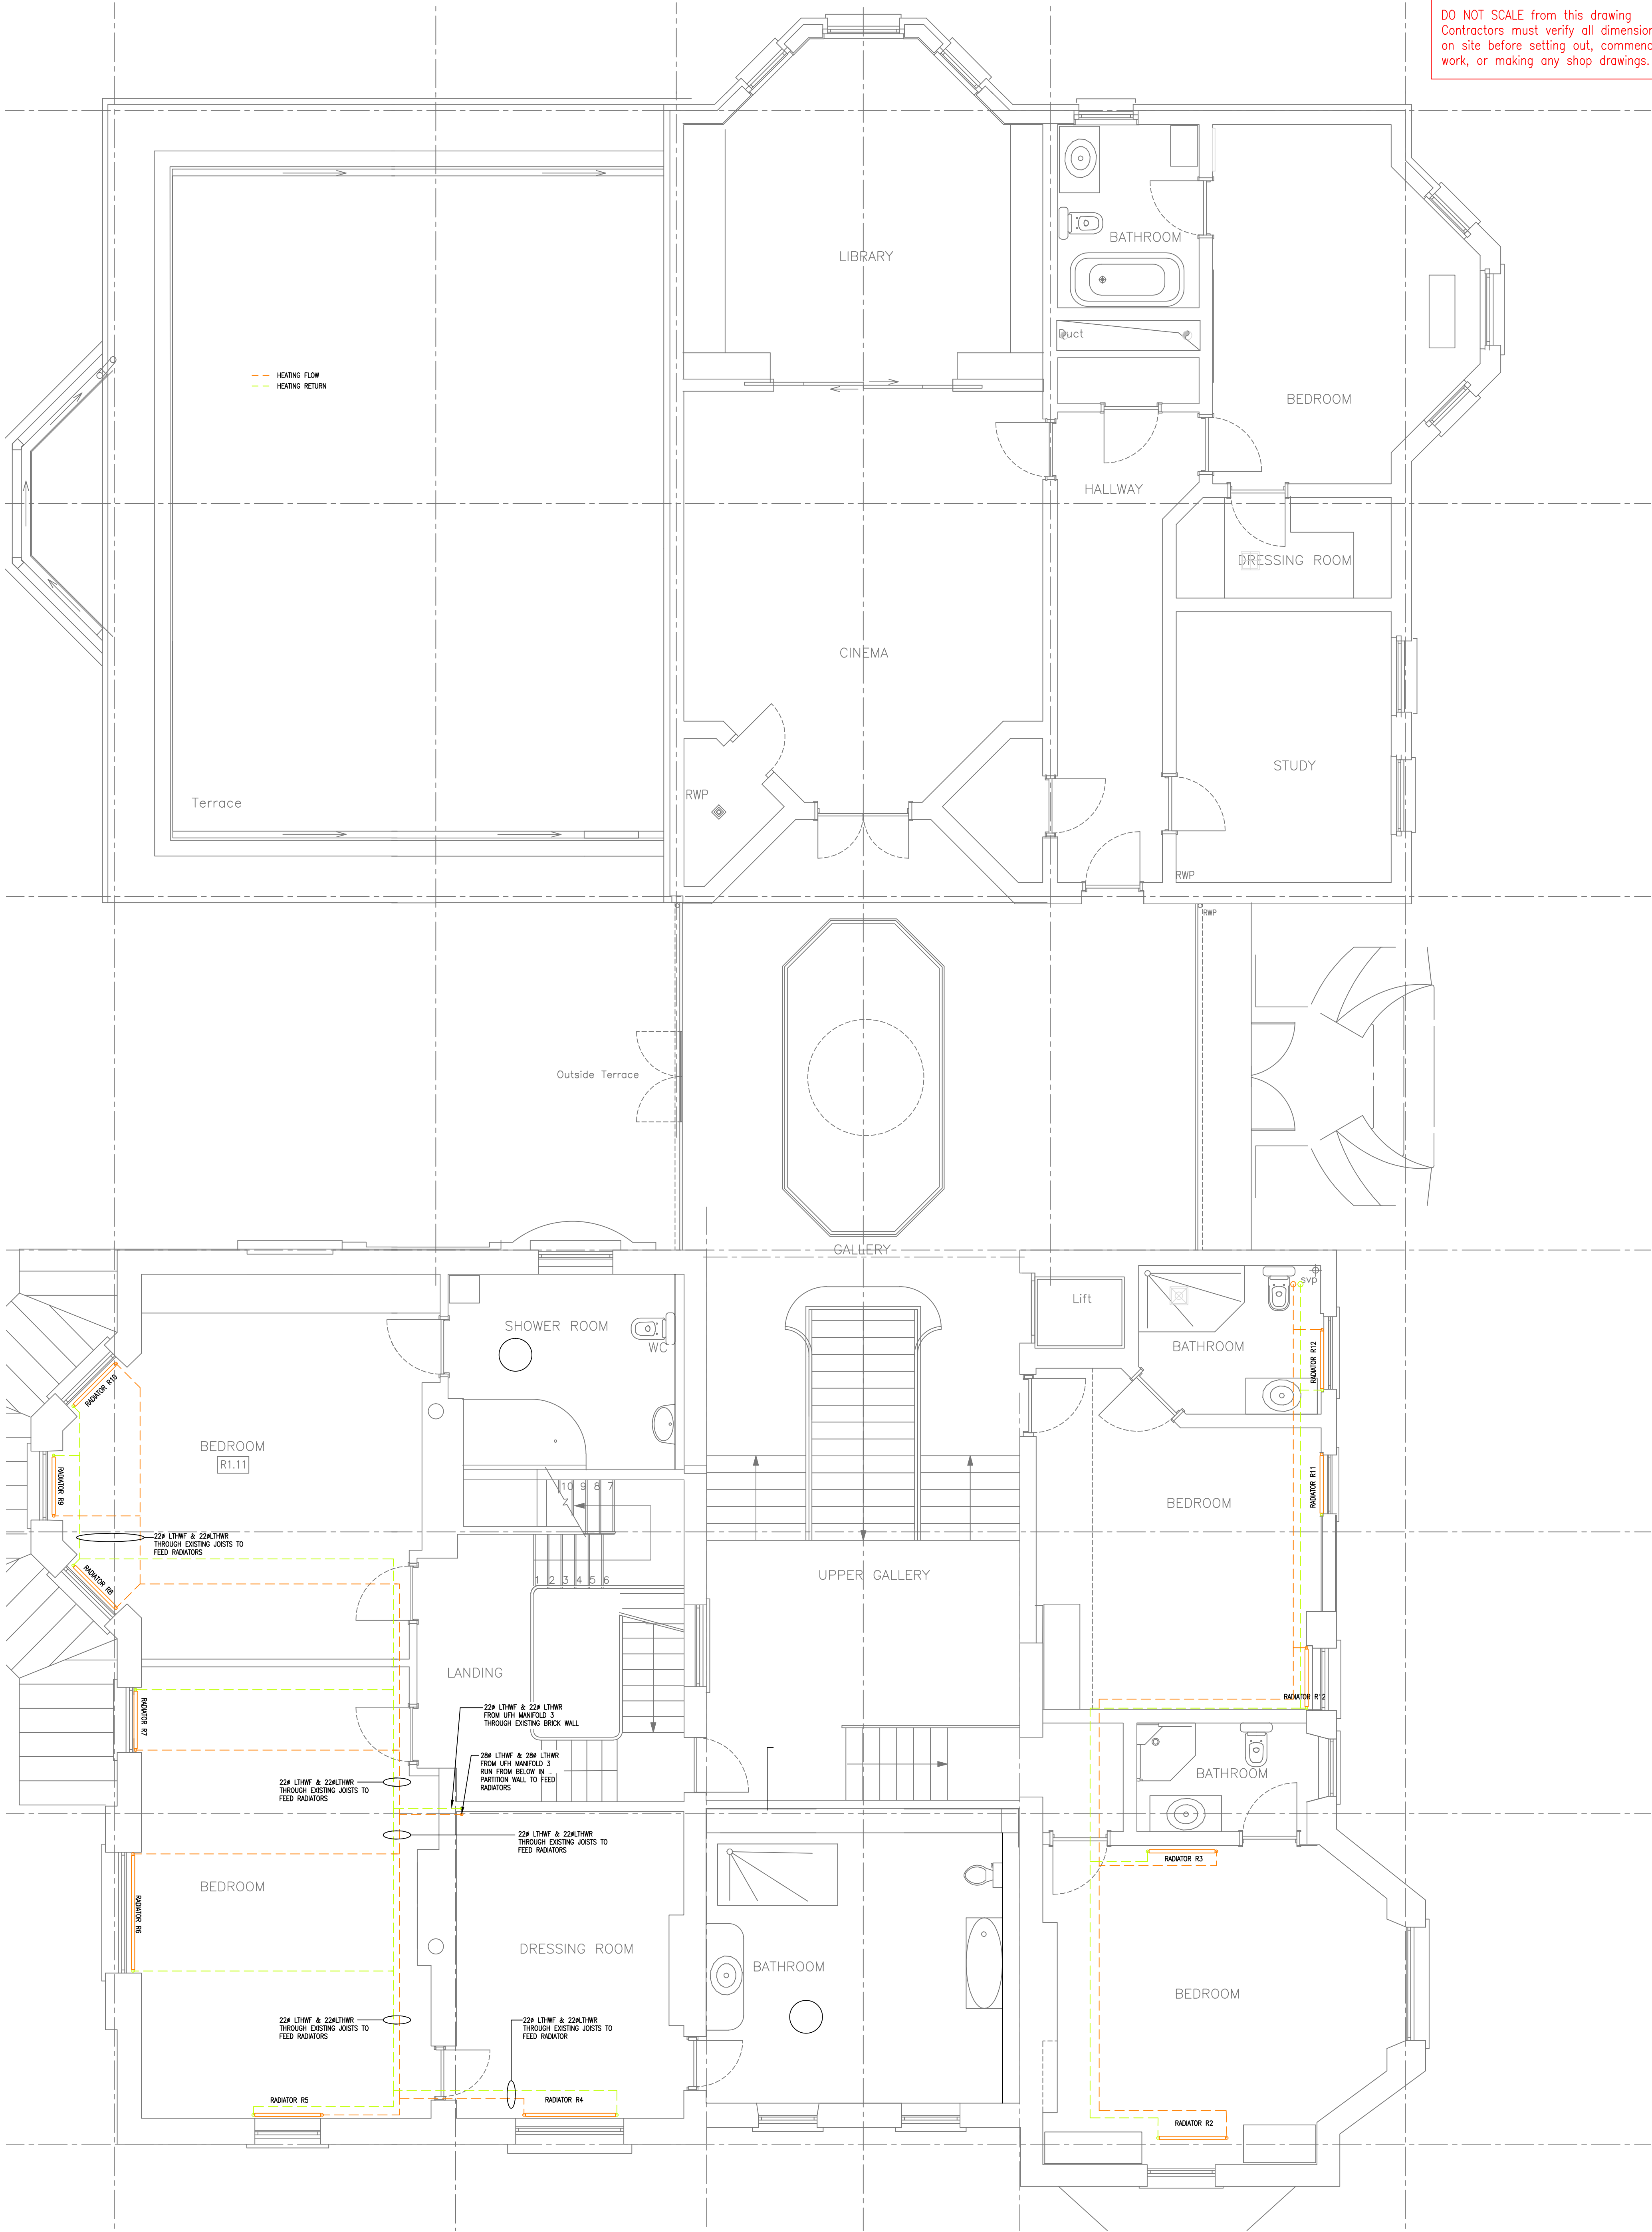 DO NOT SCALE from this drawing
Contractors must verify all dimension
on site before setting out, commenc
work, or making any shop drawings.
LIBRARY
BATHROOM
Duct
HEATING FLOW
HEATING RETURN
BEDROOM
HALLWAY
DRESSING ROOM
CINEMA
STUDY
Terrace
RWP
RWP
RWP
Outside Terrace
GALLERY
Lift
svp
SHOWER ROOM
WC
BATHROOM
RADIATOR R12
RADIATOR R10
BEDROOM
R1.11
RADIATOR R9
10 9 8 7
BEDROOM
RADIATOR R11
22ø LTHWF & 22øLTHWR
THROUGH EXISTING JOISTS TO
FEED RADIATORS
RADIATOR R8
1 2 3 4 5 6
UPPER GALLERY
LANDING
RADIATOR R7
RADIATOR R12
22ø LTHWF & 22ø LTHWR
FROM UFH MANIFOLD 3
THROUGH EXISTING BRICK WALL
28ø LTHWF & 28ø LTHWR
FROM UFH MANIFOLD 3
RUN FROM BELOW IN
PARTITION WALL TO FEED
RADIATORS
22ø LTHWF & 22øLTHWR
THROUGH EXISTING JOISTS TO
FEED RADIATORS
BATHROOM
22ø LTHWF & 22øLTHWR
THROUGH EXISTING JOISTS TO
FEED RADIATORS
RADIATOR R3
BEDROOM
RADIATOR R6
DRESSING ROOM
BATHROOM
BEDROOM
22ø LTHWF & 22øLTHWR
THROUGH EXISTING JOISTS TO
FEED RADIATORS
22ø LTHWF & 22øLTHWR
THROUGH EXISTING JOISTS TO
FEED RADIATOR
RADIATOR R5
RADIATOR R4
RADIATOR R2